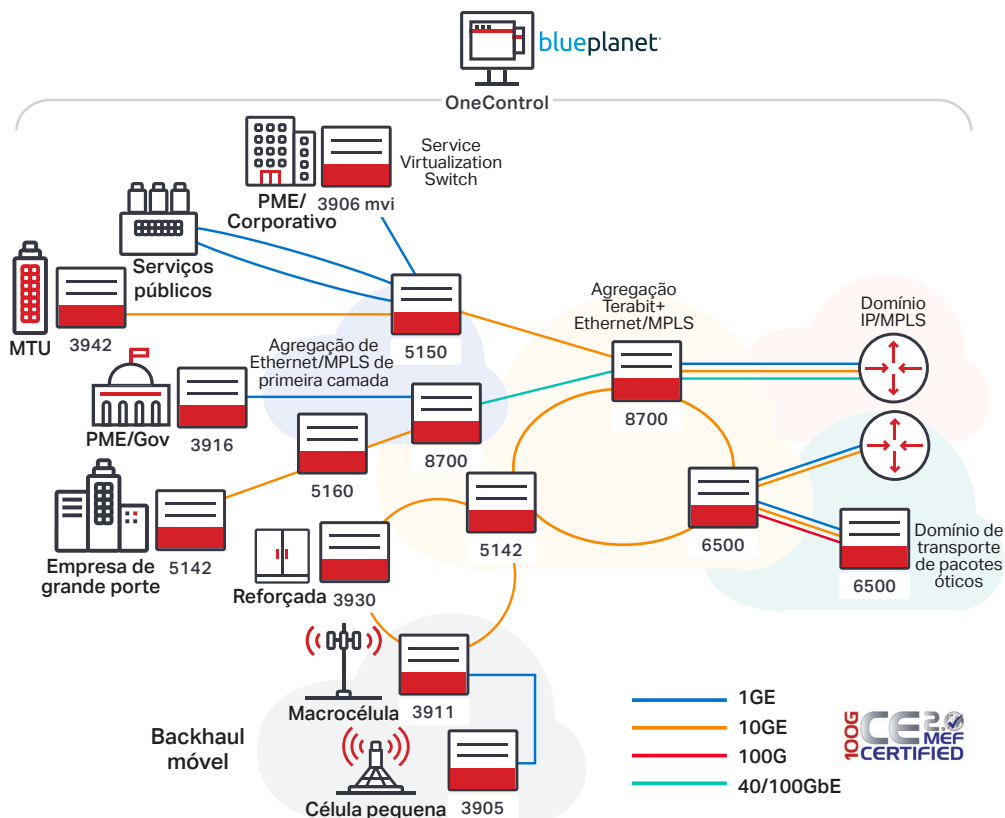 blueplanet
OneControl
Service
Virtualization
Switch
PME/
Corporativo
3906 mvi
Serviços
públicos
MTU
3942
5150
Agregação
Terabit+
Ethernet/MPLS
8700
Domínio
IP/MPLS
Agregação de
Ethernet/MPLS de
primeira camada
PME/Gov
3916
8700
5160
Empresa de
grande porte
5142
5142
6500
Domínio de
transporte
de pacotes
óticos
6500
Reforçada
3930
Macrocélula
3911
Backhaul
móvel
Célula pequena
3905
1GE
10GE
100G
40/100GbE
100G
CE 2.0
MEF
CERTIFIED